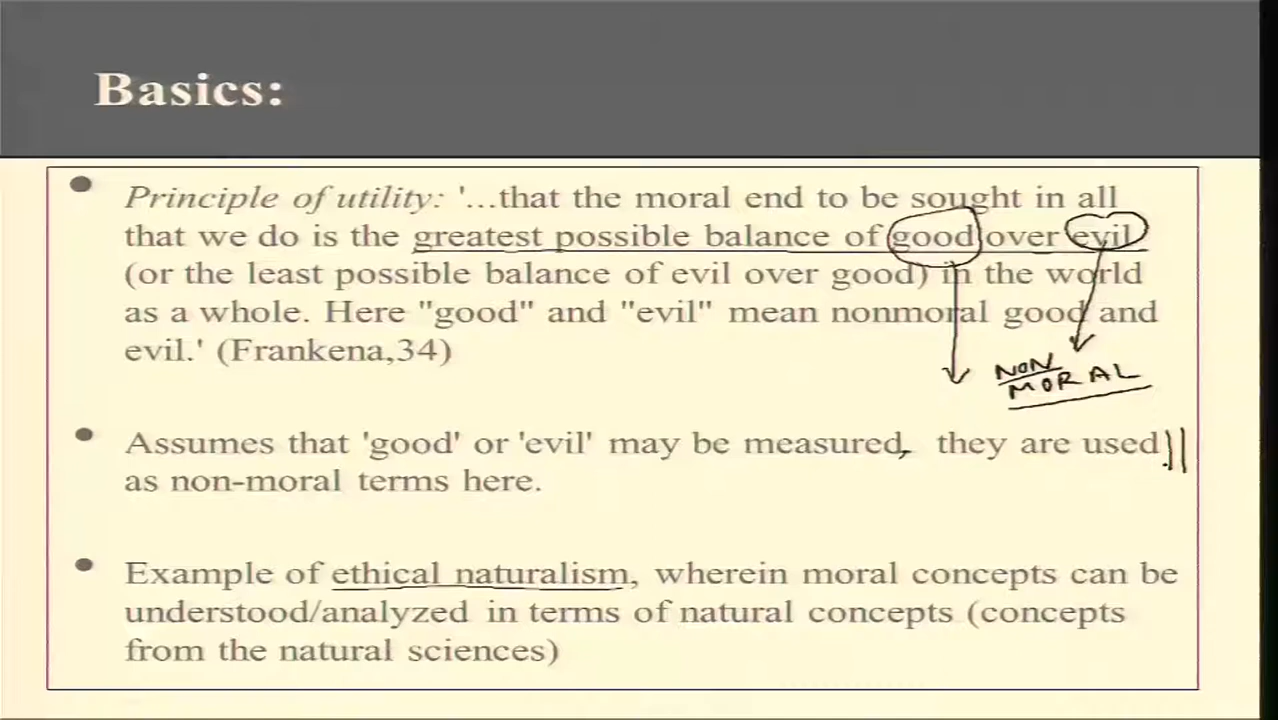 Basics:
• Principle of utility: '...that the moral end to be sought in all
that we do is the greatest possible balance of good over evil
(or the least possible balance of evil over good) in the world
as a whole. Here "good" and "evil" mean nonmoral good and
evil.' (Frankena,34)
NON
MORAL
• Assumes that 'good' or 'evil' may be measured, they are used
as non-moral terms here.
• Example of ethical naturalism, wherein moral concepts can be
understood/analyzed in terms of natural concepts (concepts
from the natural sciences)